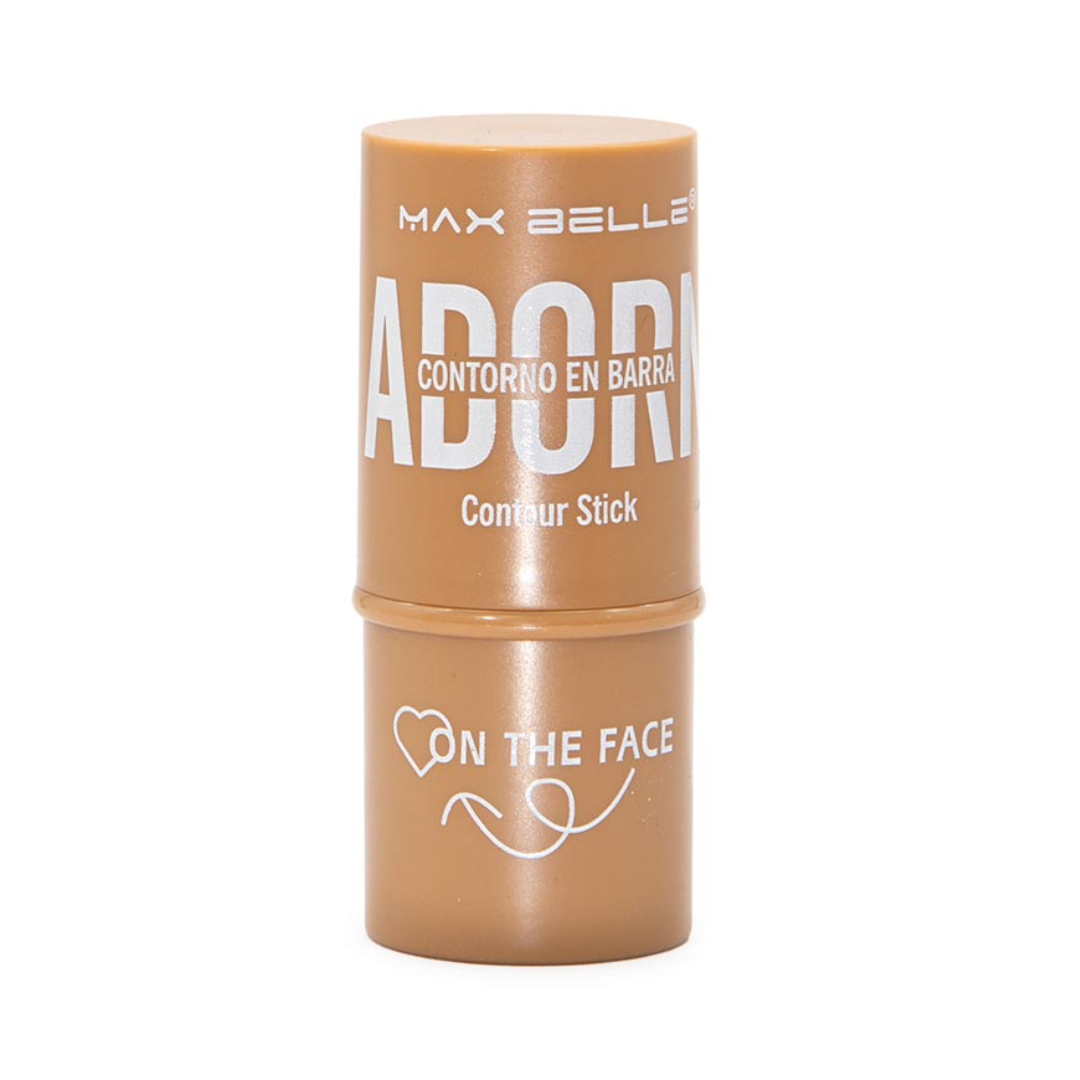 MAX BELLE®
ADORN
CONTORNO EN BARRA
Contour Stick
ON THE FACE